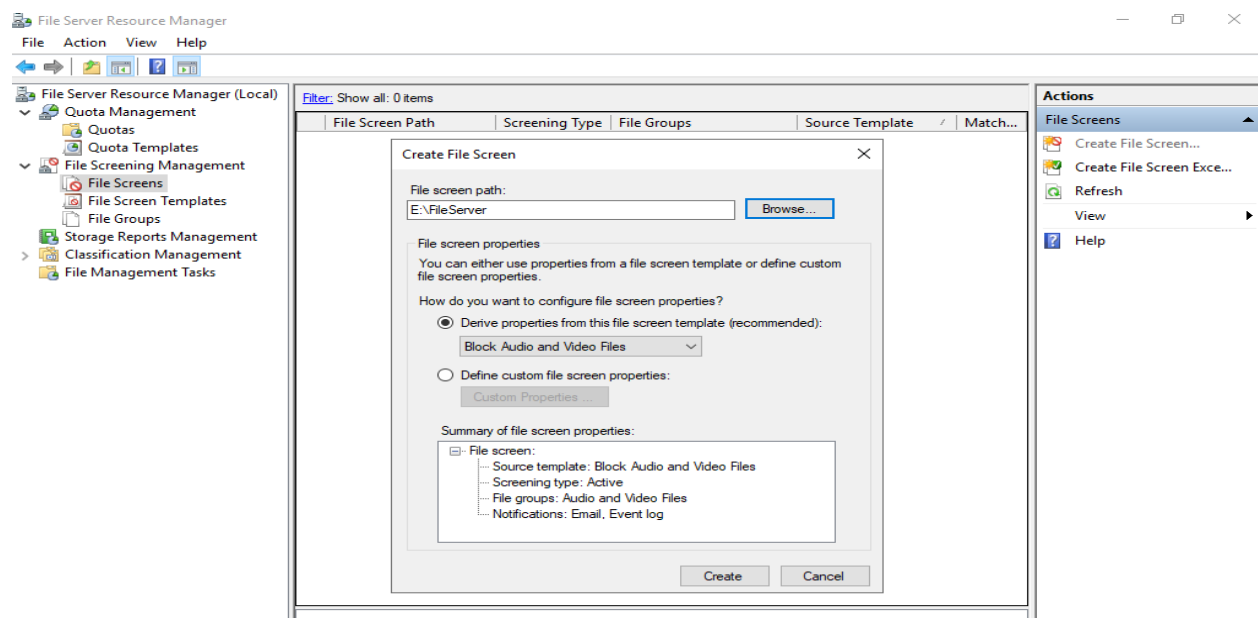 File Server Resource Manager
File Action View Help
File Server Resource Manager (Local)
Quota Management
Quotas
Quota Templates
File Screening Management
File Screens
File Screen Templates
File Groups
Storage Reports Management
Classification Management
File Management Tasks
Filter: Show all: 0 items
File Screen Path Screening Type File Groups Source Template Match...
Create File Screen
File screen path:
E:\FileServer Browse...
File screen properties
You can either use properties from a file screen template or define custom
file screen properties.
How do you want to configure file screen properties?
Derive properties from this file screen template (recommended):
Block Audio and Video Files
Define custom file screen properties:
Custom Properties ...
Summary of file screen properties:
File screen:
Source template: Block Audio and Video Files
Screening type: Active
File groups: Audio and Video Files
Notifications: Email, Event log
Create Cancel
Actions
File Screens
Create File Screen...
Create File Screen Exce...
Refresh
View
Help